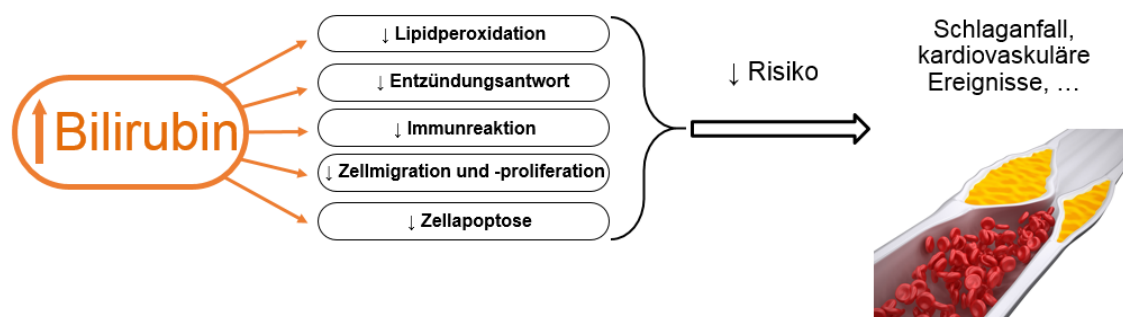 ↑ Bilirubin
↓ Lipidperoxidation
↓ Entzündungsantwort
↓ Immunreaktion
↓ Zellmigration und -proliferation
↓ Zellapoptose
↓ Risiko
Schlaganfall,
kardiovaskuläre
Ereignisse, …